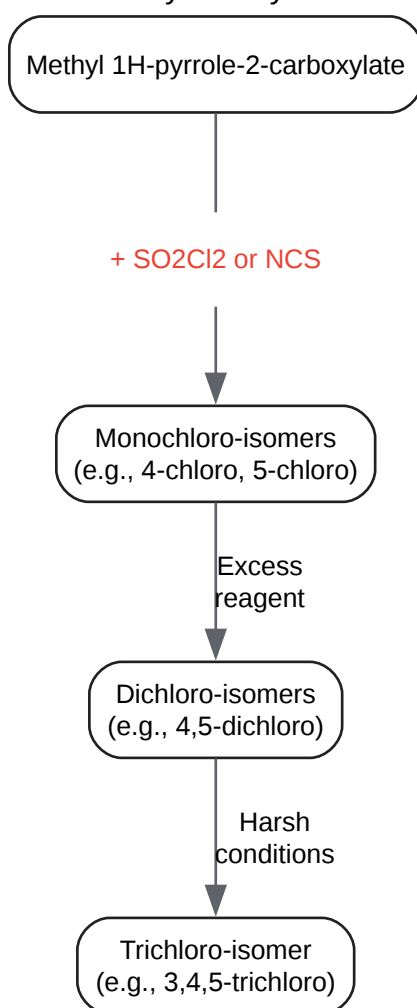 Methyl 1H-pyrrole-2-carboxylate
+ SO2Cl2 or NCS
Monochloro-isomers
(e.g., 4-chloro, 5-chloro)
Excess
reagent
Dichloro-isomers
(e.g., 4,5-dichloro)
Harsh
conditions
Trichloro-isomer
(e.g., 3,4,5-trichloro)